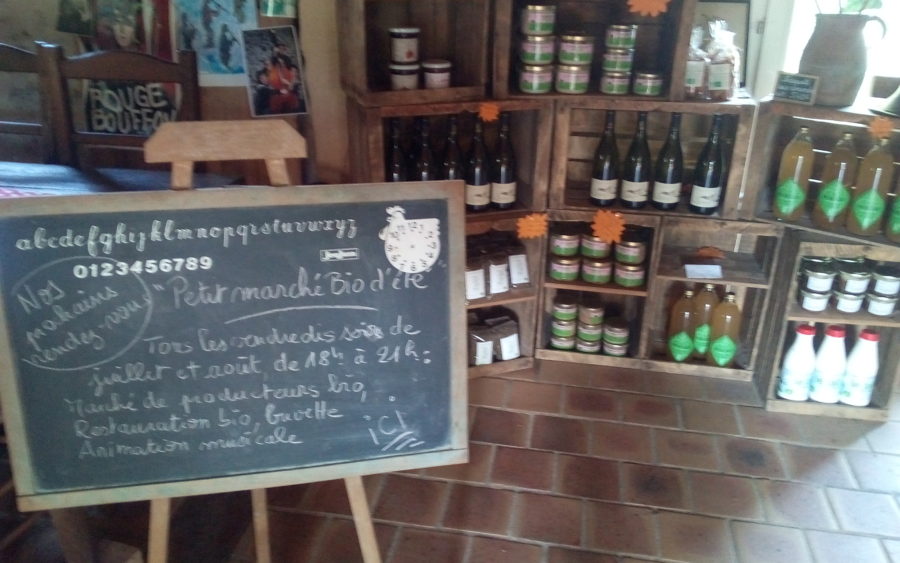 ROUGE
BOUFFON
abcdefghijklmnopqrstuvwxyz
0123456789
Nos
prochains
rendez-vous:
"Petit marché Bio d'été"
Tous les vendredis soirs de
juillet et août, de 18h à 21h:
Marché de producteurs bio,
Restauration bio, buvette
Animation musicale
ici